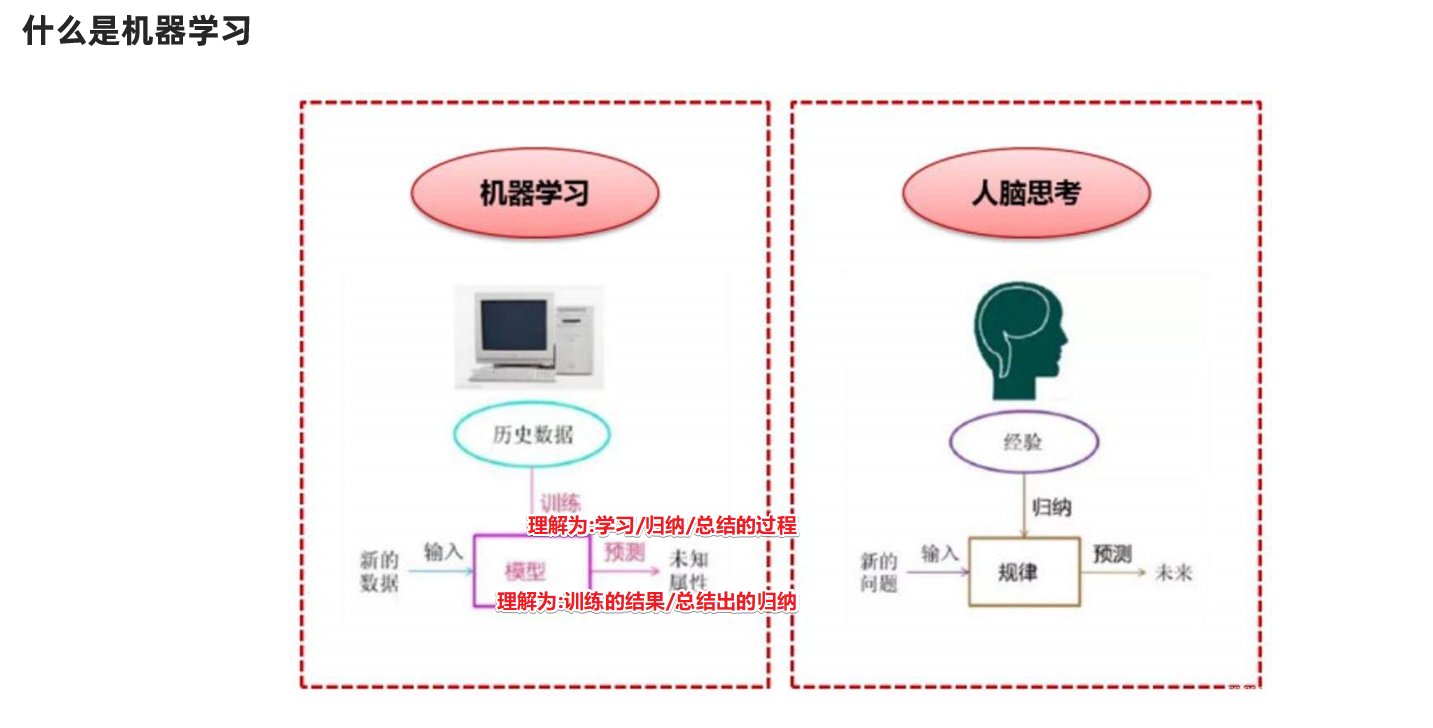 什么是机器学习
机器学习
历史数据
训练
理解为:学习/归纳/总结的过程
新的
数据
输入
模型
预测
未知
属性
理解为:训练的结果/总结出的归纳
人脑思考
经验
归纳
新的
问题
输入
规律
预测
未来